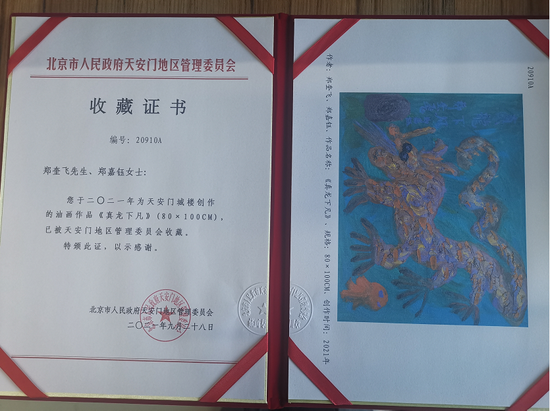 北京市人民政府天安门地区管理委员会
收藏证书
编号：20910A
郑奎飞先生、郑嘉钰女士：
您于二〇二一年为天安门城楼创作
的油画作品《真龙下凡》(80×100CM)，
已被天安门地区管理委员会收藏。
特颁此证，以示感谢。
北京市人民政府天安门地区管理委员会
二〇二一年九月二十八日
20910A
作者：郑奎飞、郑嘉钰，作品名称：《真龙下凡》，规格：80×100CM，创作时间：2021年